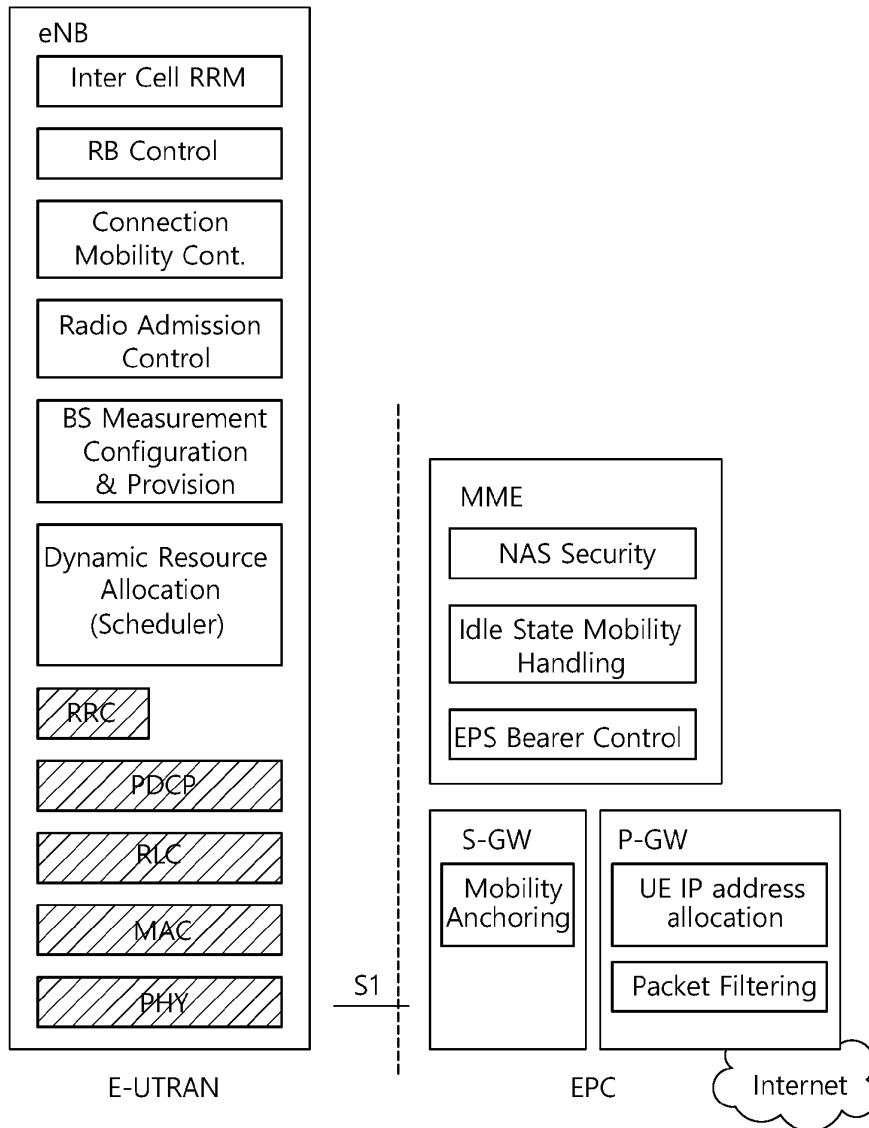 eNB
Inter Cell RRM
RB Control
Connection
Mobility Cont.
Radio Admission
Control
BS Measurement
Configuration
& Provision
Dynamic Resource
Allocation
(Scheduler)
RRC
PDCP
RLC
MAC
PHY
S1
E-UTRAN
MME
NAS Security
Idle State Mobility
Handling
EPS Bearer Control
S-GW
Mobility
Anchoring
P-GW
UE IP address
allocation
Packet Filtering
EPC
Internet